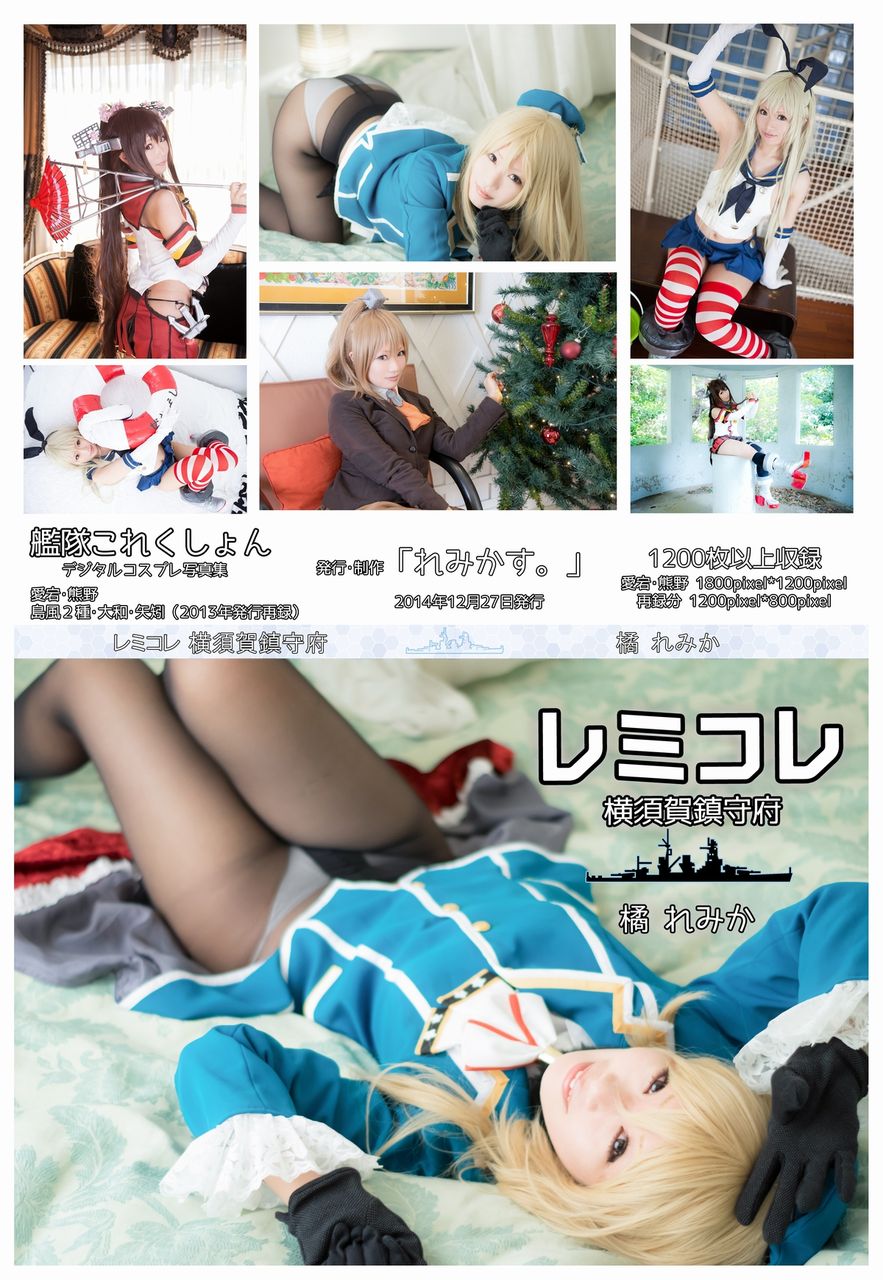 艦隊これくしょん
デジタルコスプレ写真集
愛宕・熊野
島風２種・大和・矢矧（2013年発行再録）
発行・制作「れみかす。」
2014年12月27日発行
1200枚以上収録
愛宕・熊野 1800pixel*1200pixel
再録分 1200pixel*800pixel
レミコレ 横須賀鎮守府 橘 れみか
レミコレ
横須賀鎮守府
橘 れみか